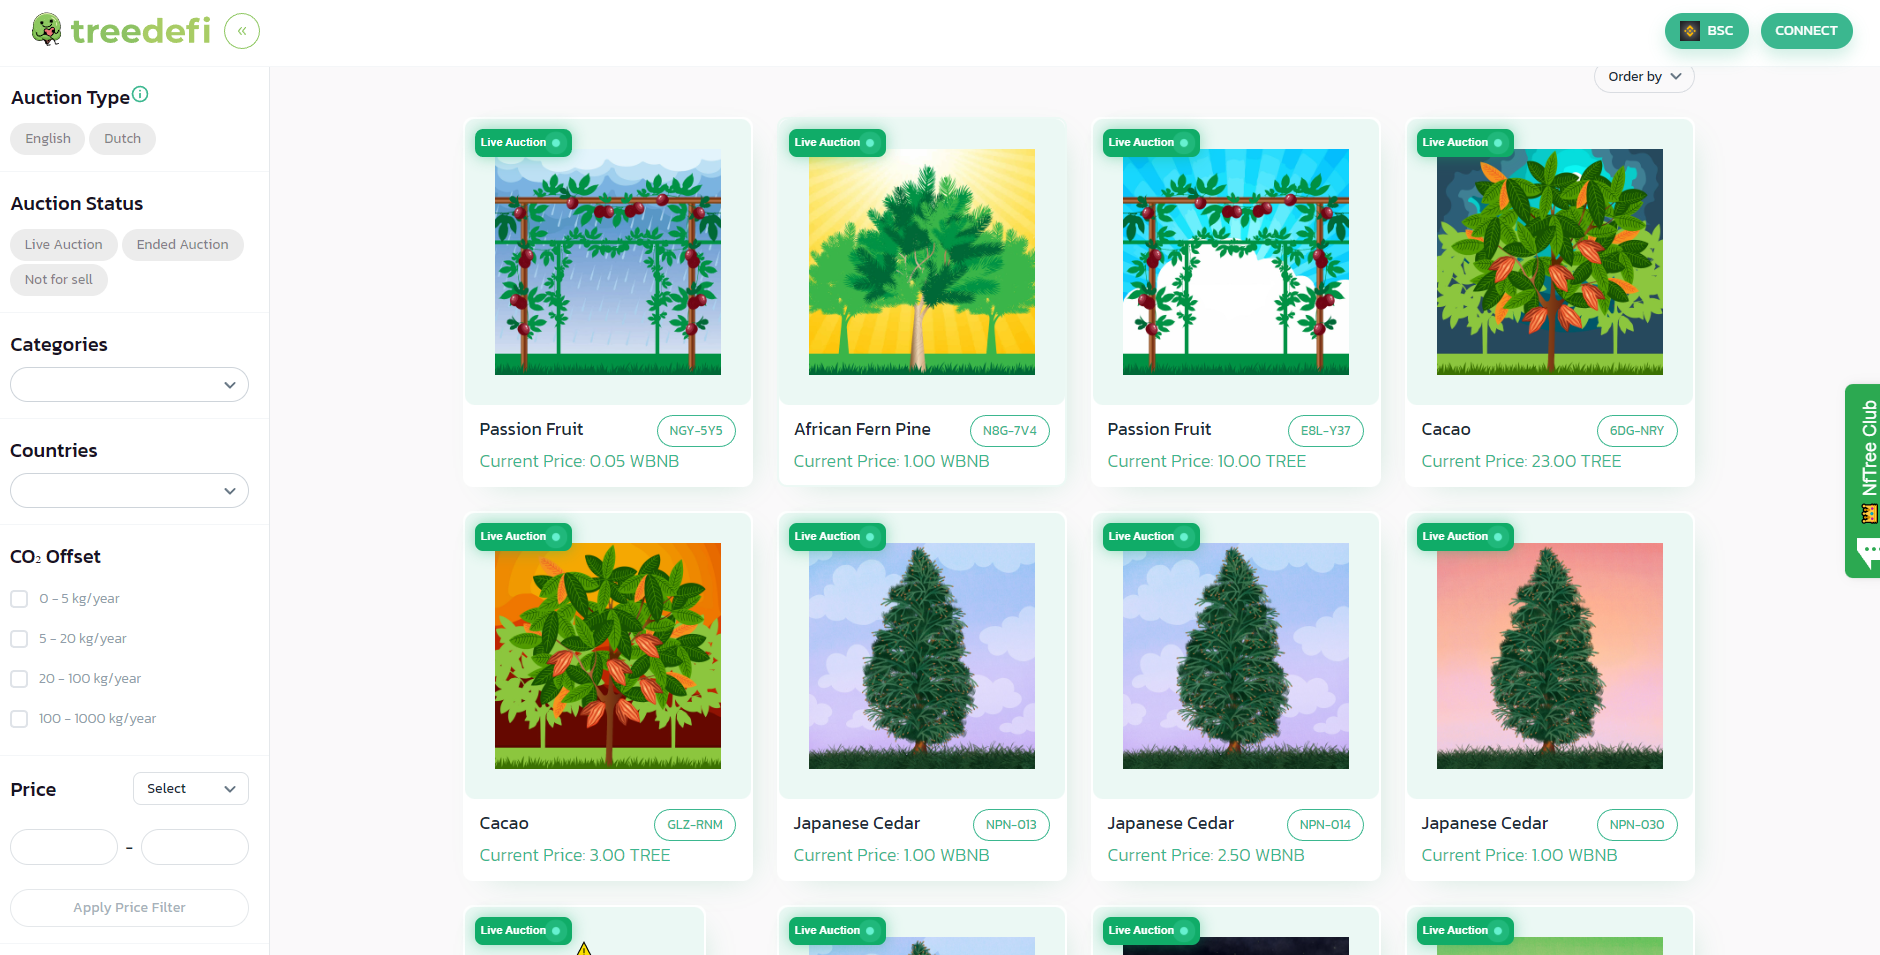 treedefi «
BSC CONNECT
Auction Type
English Dutch
Auction Status
Live Auction Ended Auction
Not for sell
Categories
Countries
CO₂ Offset
0 - 5 kg/year
5 - 20 kg/year
20 - 100 kg/year
100 - 1000 kg/year
Price Select
-
Apply Price Filter
Order by
Live Auction Live Auction Live Auction Live Auction
Passion Fruit NGY-5Y5
Current Price: 0.05 WBNB
African Fern Pine N8G-7V4
Current Price: 1.00 WBNB
Passion Fruit E8L-Y37
Current Price: 10.00 TREE
Cacao 6DG-NRY
Current Price: 23.00 TREE
Live Auction Live Auction Live Auction Live Auction
Cacao GLZ-RNM
Current Price: 3.00 TREE
Japanese Cedar NPN-013
Current Price: 1.00 WBNB
Japanese Cedar NPN-014
Current Price: 2.50 WBNB
Japanese Cedar NPN-030
Current Price: 1.00 WBNB
Live Auction Live Auction Live Auction Live Auction
NfTree Club